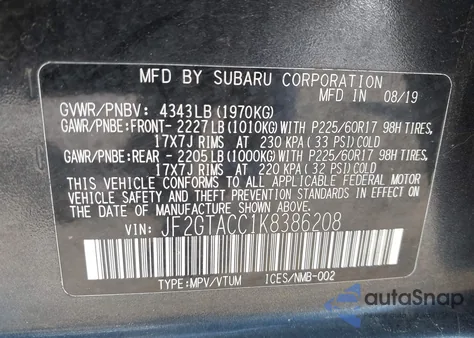 MFD BY SUBARU CORPORATION
MFD IN 08/19
GVWR/PNBV: 4343LB (1970KG)
GAWR/PNBE:FRONT- 2227LB (1010KG) WITH P225/60R17 98H TIRES,
17X7J RIMS AT 230 KPA (33 PSI) COLD
GAWR/PNBE:REAR - 2205LB (1000KG) WITH P225/60R17 98H TIRES,
17X7J RIMS AT 220 KPA (32 PSI) COLD
THIS VEHICLE CONFORMS TO ALL APPLICABLE FEDERAL MOTOR
VEHICLE SAFETY, BUMPER, AND THEFT PREVENTION STANDARDS IN EFFECT
ON THE DATE OF MANUFACTURE SHOWN ABOVE.
VIN: JF2GTACC1K8386208
TYPE:MPV/VTUM ICES/NMB-002
autoSnap